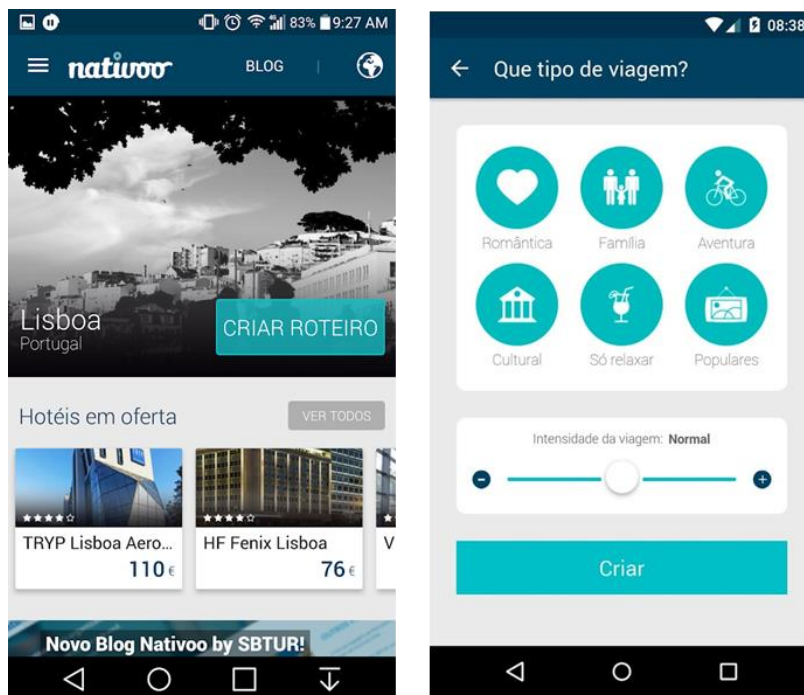 83% 9:27 AM
nativoo
BLOG
Lisboa
Portugal
CRIAR ROTEIRO
Hotéis em oferta
VER TODOS
TRYP Lisboa Aero...
110 €
HF Fenix Lisboa
76 €
V
Novo Blog Nativoo by SBTUR!
08:38
Que tipo de viagem?
Romântica
Família
Aventura
Cultural
Só relaxar
Populares
Intensidade da viagem: Normal
Criar